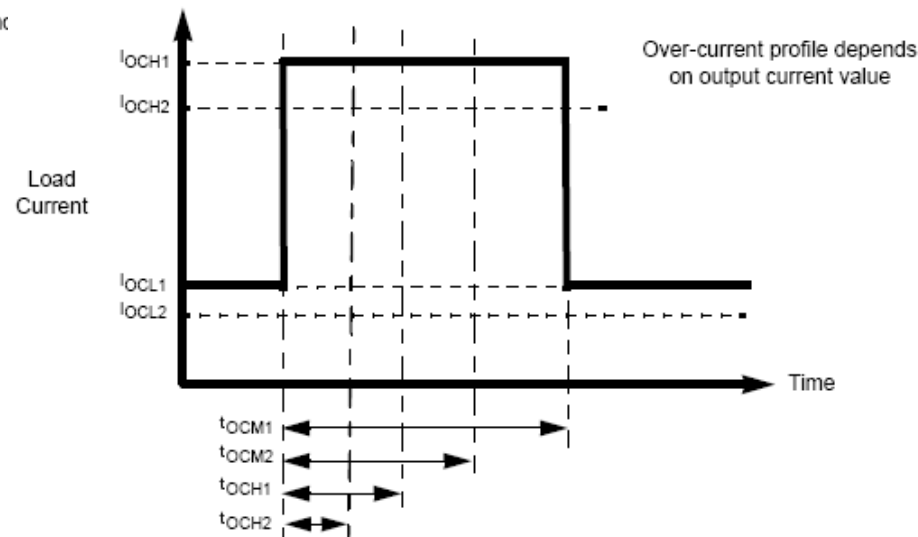 IOCH1
Over-current profile depends
on output current value
IOCH2
Load
Current
IOCL1
IOCL2
Time
tOCM1
tOCM2
tOCH1
tOCH2